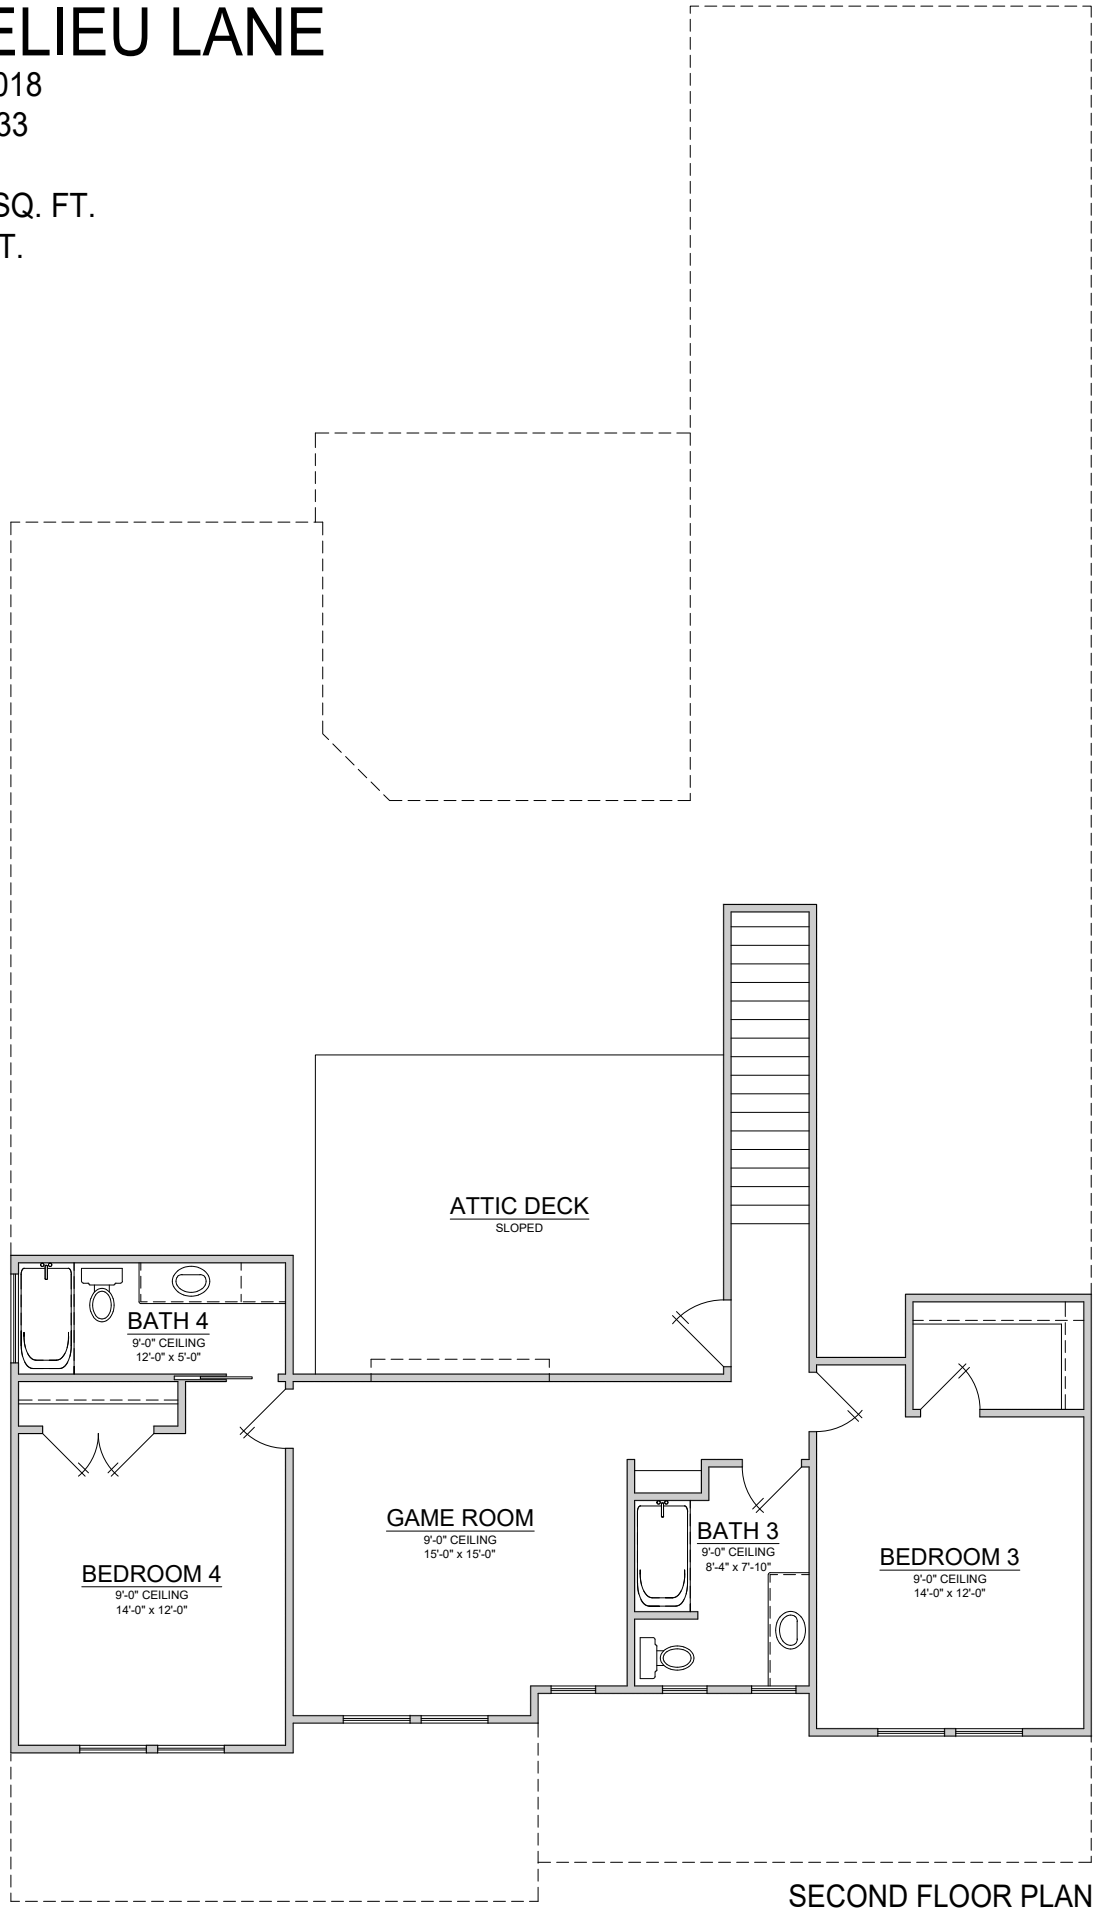 ELIEU LANE
018
33
SQ. FT.
T.
ATTIC DECK
SLOPED
BATH 4
9'-0" CEILING
12'-0" x 5'-0"
GAME ROOM
9'-0" CEILING
15'-0" x 15'-0"
BATH 3
9'-0" CEILING
8'-4" x 7'-10"
BEDROOM 3
9'-0" CEILING
14'-0" x 12'-0"
BEDROOM 4
9'-0" CEILING
14'-0" x 12'-0"
SECOND FLOOR PLAN